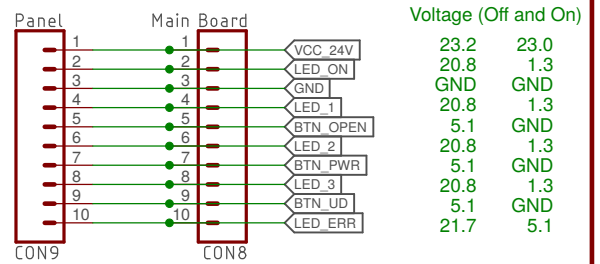 Panel Main Board Voltage (Off and On)
1 1 VCC_24V 23.2 23.0
2 2 LED_ON 20.8 1.3
3 3 GND GND GND
4 4 LED_1 20.8 1.3
5 5 BTN_OPEN 5.1 GND
6 6 LED_2 20.8 1.3
7 7 BTN_PWR 5.1 GND
8 8 LED_3 20.8 1.3
9 9 BTN_UD 5.1 GND
10 10 LED_ERR 21.7 5.1
CON9 CON8